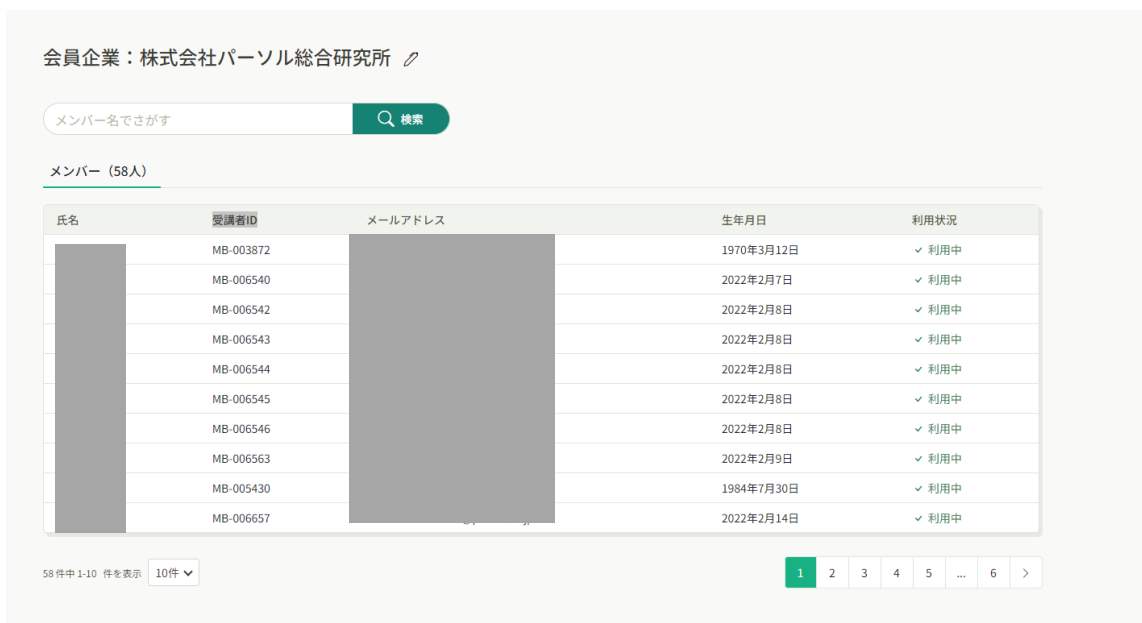 会員企業：株式会社パーソル総合研究所
メンバー名でさがす 検索
メンバー（58人）
氏名 受講者ID メールアドレス 生年月日 利用状況
MB-003872 1970年3月12日 利用中
MB-006540 2022年2月7日 利用中
MB-006542 2022年2月8日 利用中
MB-006543 2022年2月8日 利用中
MB-006544 2022年2月8日 利用中
MB-006545 2022年2月8日 利用中
MB-006546 2022年2月8日 利用中
MB-006563 2022年2月9日 利用中
MB-005430 1984年7月30日 利用中
MB-006657 2022年2月14日 利用中
58 件中 1-10 件を表示 10件 1 2 3 4 5 ... 6